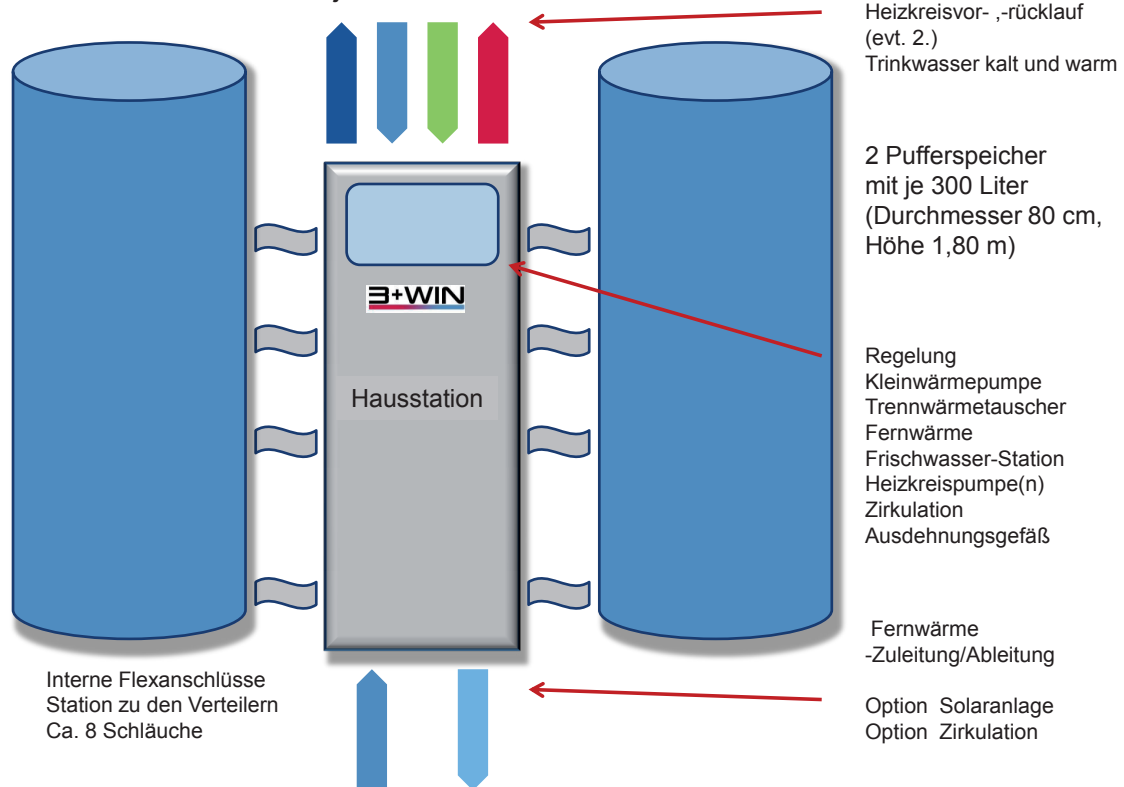 Heizkreisvor- ,-rücklauf
(evt. 2.)
Trinkwasser kalt und warm
2 Pufferspeicher
mit je 300 Liter
(Durchmesser 80 cm,
Höhe 1,80 m)
3+WIN
Hausstation
Regelung
Kleinwärmepumpe
Trennwärmetauscher
Fernwärme
Frischwasser-Station
Heizkreispumpe(n)
Zirkulation
Ausdehnungsgefäß
Fernwärme
-Zuleitung/Ableitung
Option Solaranlage
Option Zirkulation
Interne Flexanschlüsse
Station zu den Verteilern
Ca. 8 Schläuche